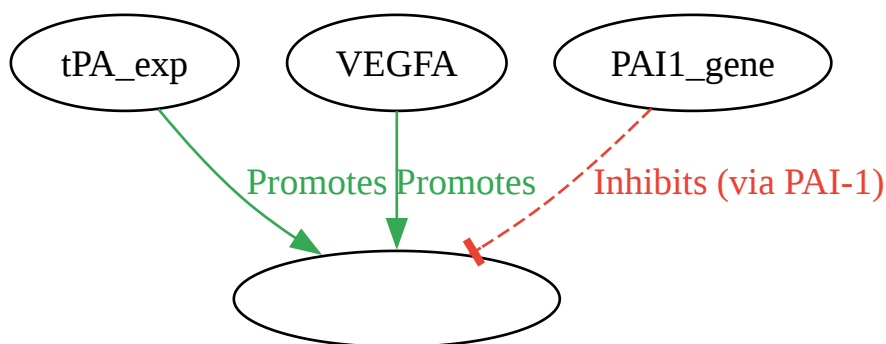 tPA_exp
VEGFA
PAI1_gene
Promotes
Promotes
Inhibits (via PAI-1)